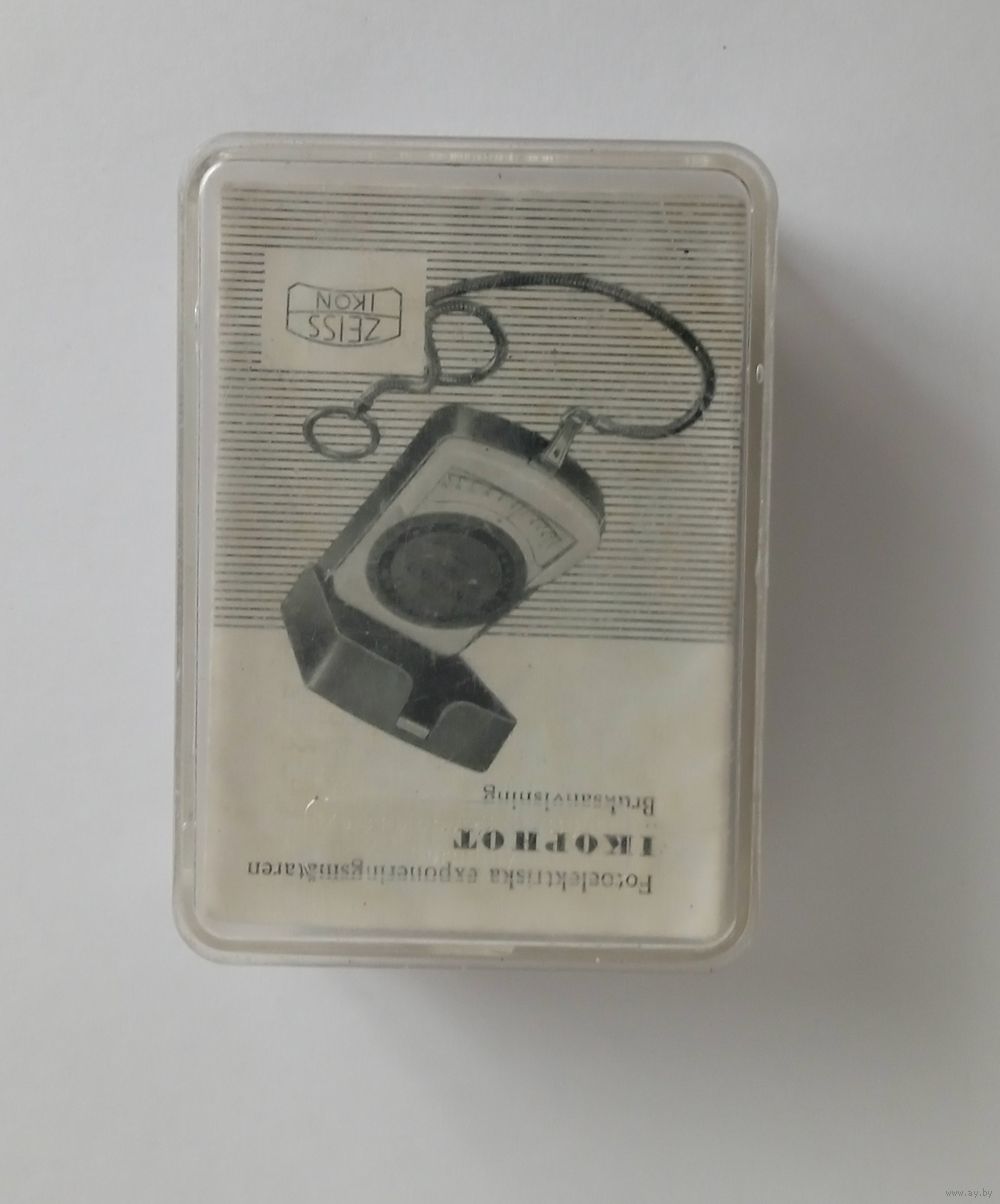 Fotoelektriska exponeringsmätaren
IKOPHOT
Bruksanvisning
ZEISS
IKON
www.ay.by